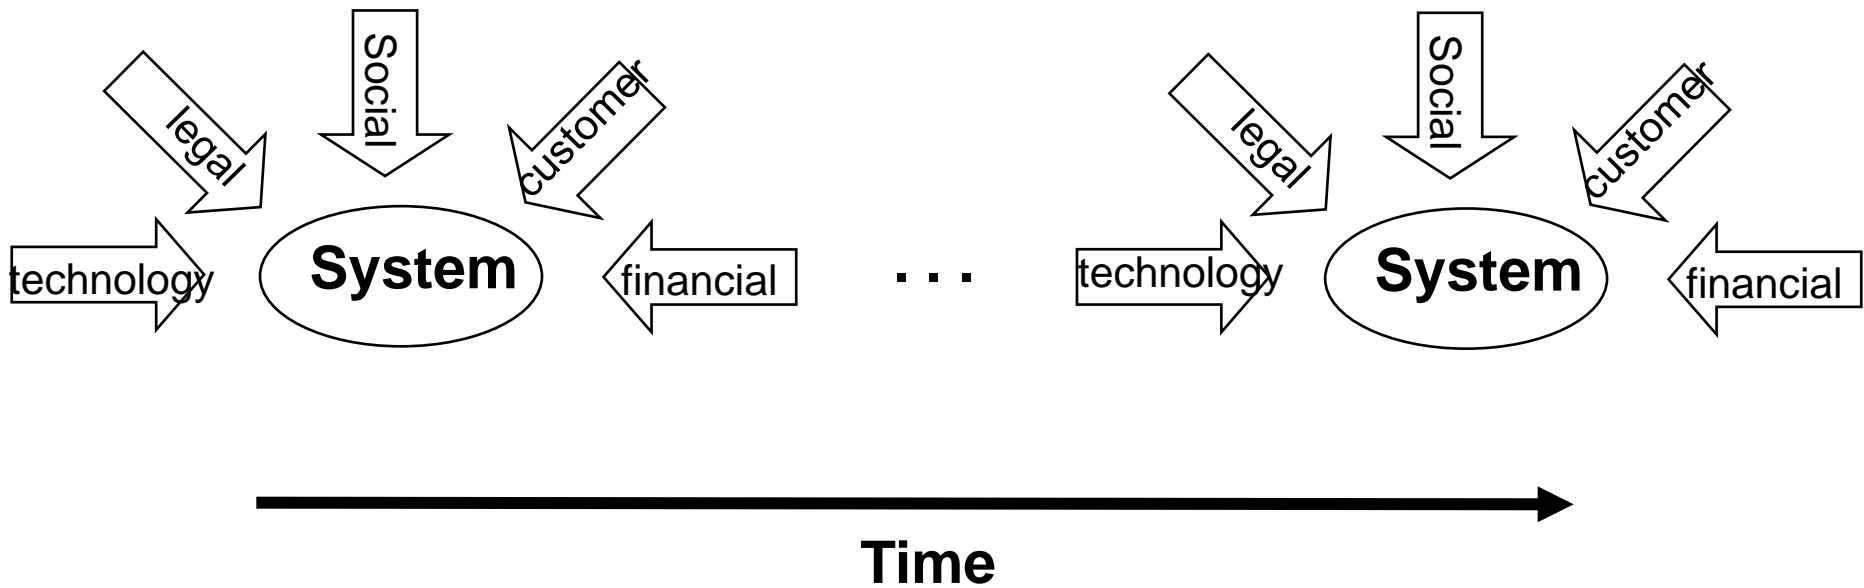 Social
legal
customer
technology
System
financial
. . .
Social
legal
customer
technology
System
financial
Time